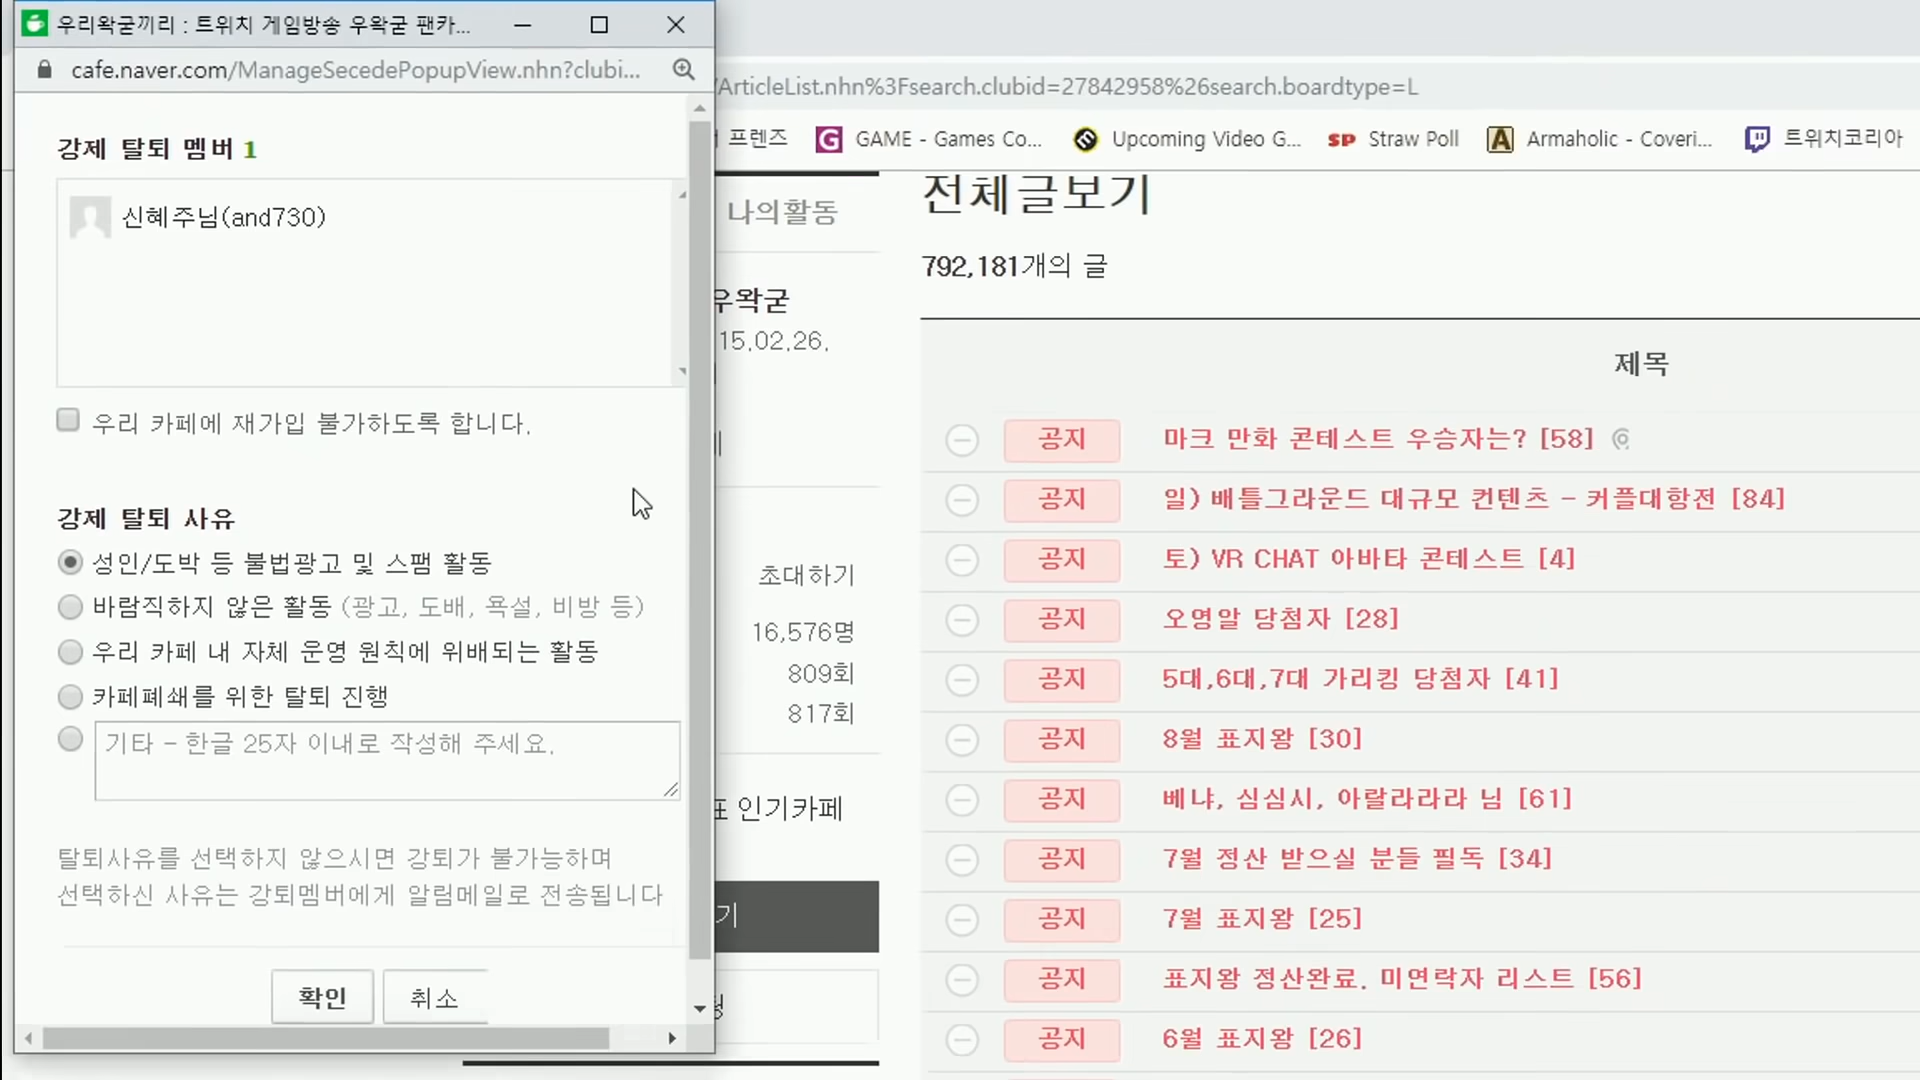 우리왁굳끼리 : 트위치 게임방송 우왁굳 팬카...
cafe.naver.com/ManageSecedePopupView.nhn?clubi...
강제 탈퇴 멤버 1
신혜주님(and730)
우리 카페에 재가입 불가하도록 합니다.
강제 탈퇴 사유
성인/도박 등 불법광고 및 스팸 활동
바람직하지 않은 활동 (광고, 도배, 욕설, 비방 등)
우리 카페 내 자체 운영 원칙에 위배되는 활동
카페폐쇄를 위한 탈퇴 진행
기타 - 한글 25자 이내로 작성해 주세요.
탈퇴사유를 선택하지 않으시면 강퇴가 불가능하며
선택하신 사유는 강퇴멤버에게 알림메일로 전송됩니다
확인 취소
/ArticleList.nhn%3Fsearch.clubid=27842958%26search.boardtype=L
프렌즈 GAME - Games Co... Upcoming Video G... SP Straw Poll A Armaholic - Coveri... 트위치코리아
나의활동
우왁굳
15.02.26.
초대하기
16,576명
809회
817회
인기카페
기
전체글보기
792,181개의 글
제목
공지 마크 만화 콘테스트 우승자는? [58]
공지 일) 배틀그라운드 대규모 컨텐츠 - 커플대항전 [84]
공지 토) VR CHAT 아바타 콘테스트 [4]
공지 오영알 당첨자 [28]
공지 5대,6대,7대 가리킹 당첨자 [41]
공지 8월 표지왕 [30]
공지 베냐, 심심시, 아랄라라라 님 [61]
공지 7월 정산 받으실 분들 필독 [34]
공지 7월 표지왕 [25]
공지 표지왕 정산완료. 미연락자 리스트 [56]
공지 6월 표지왕 [26]